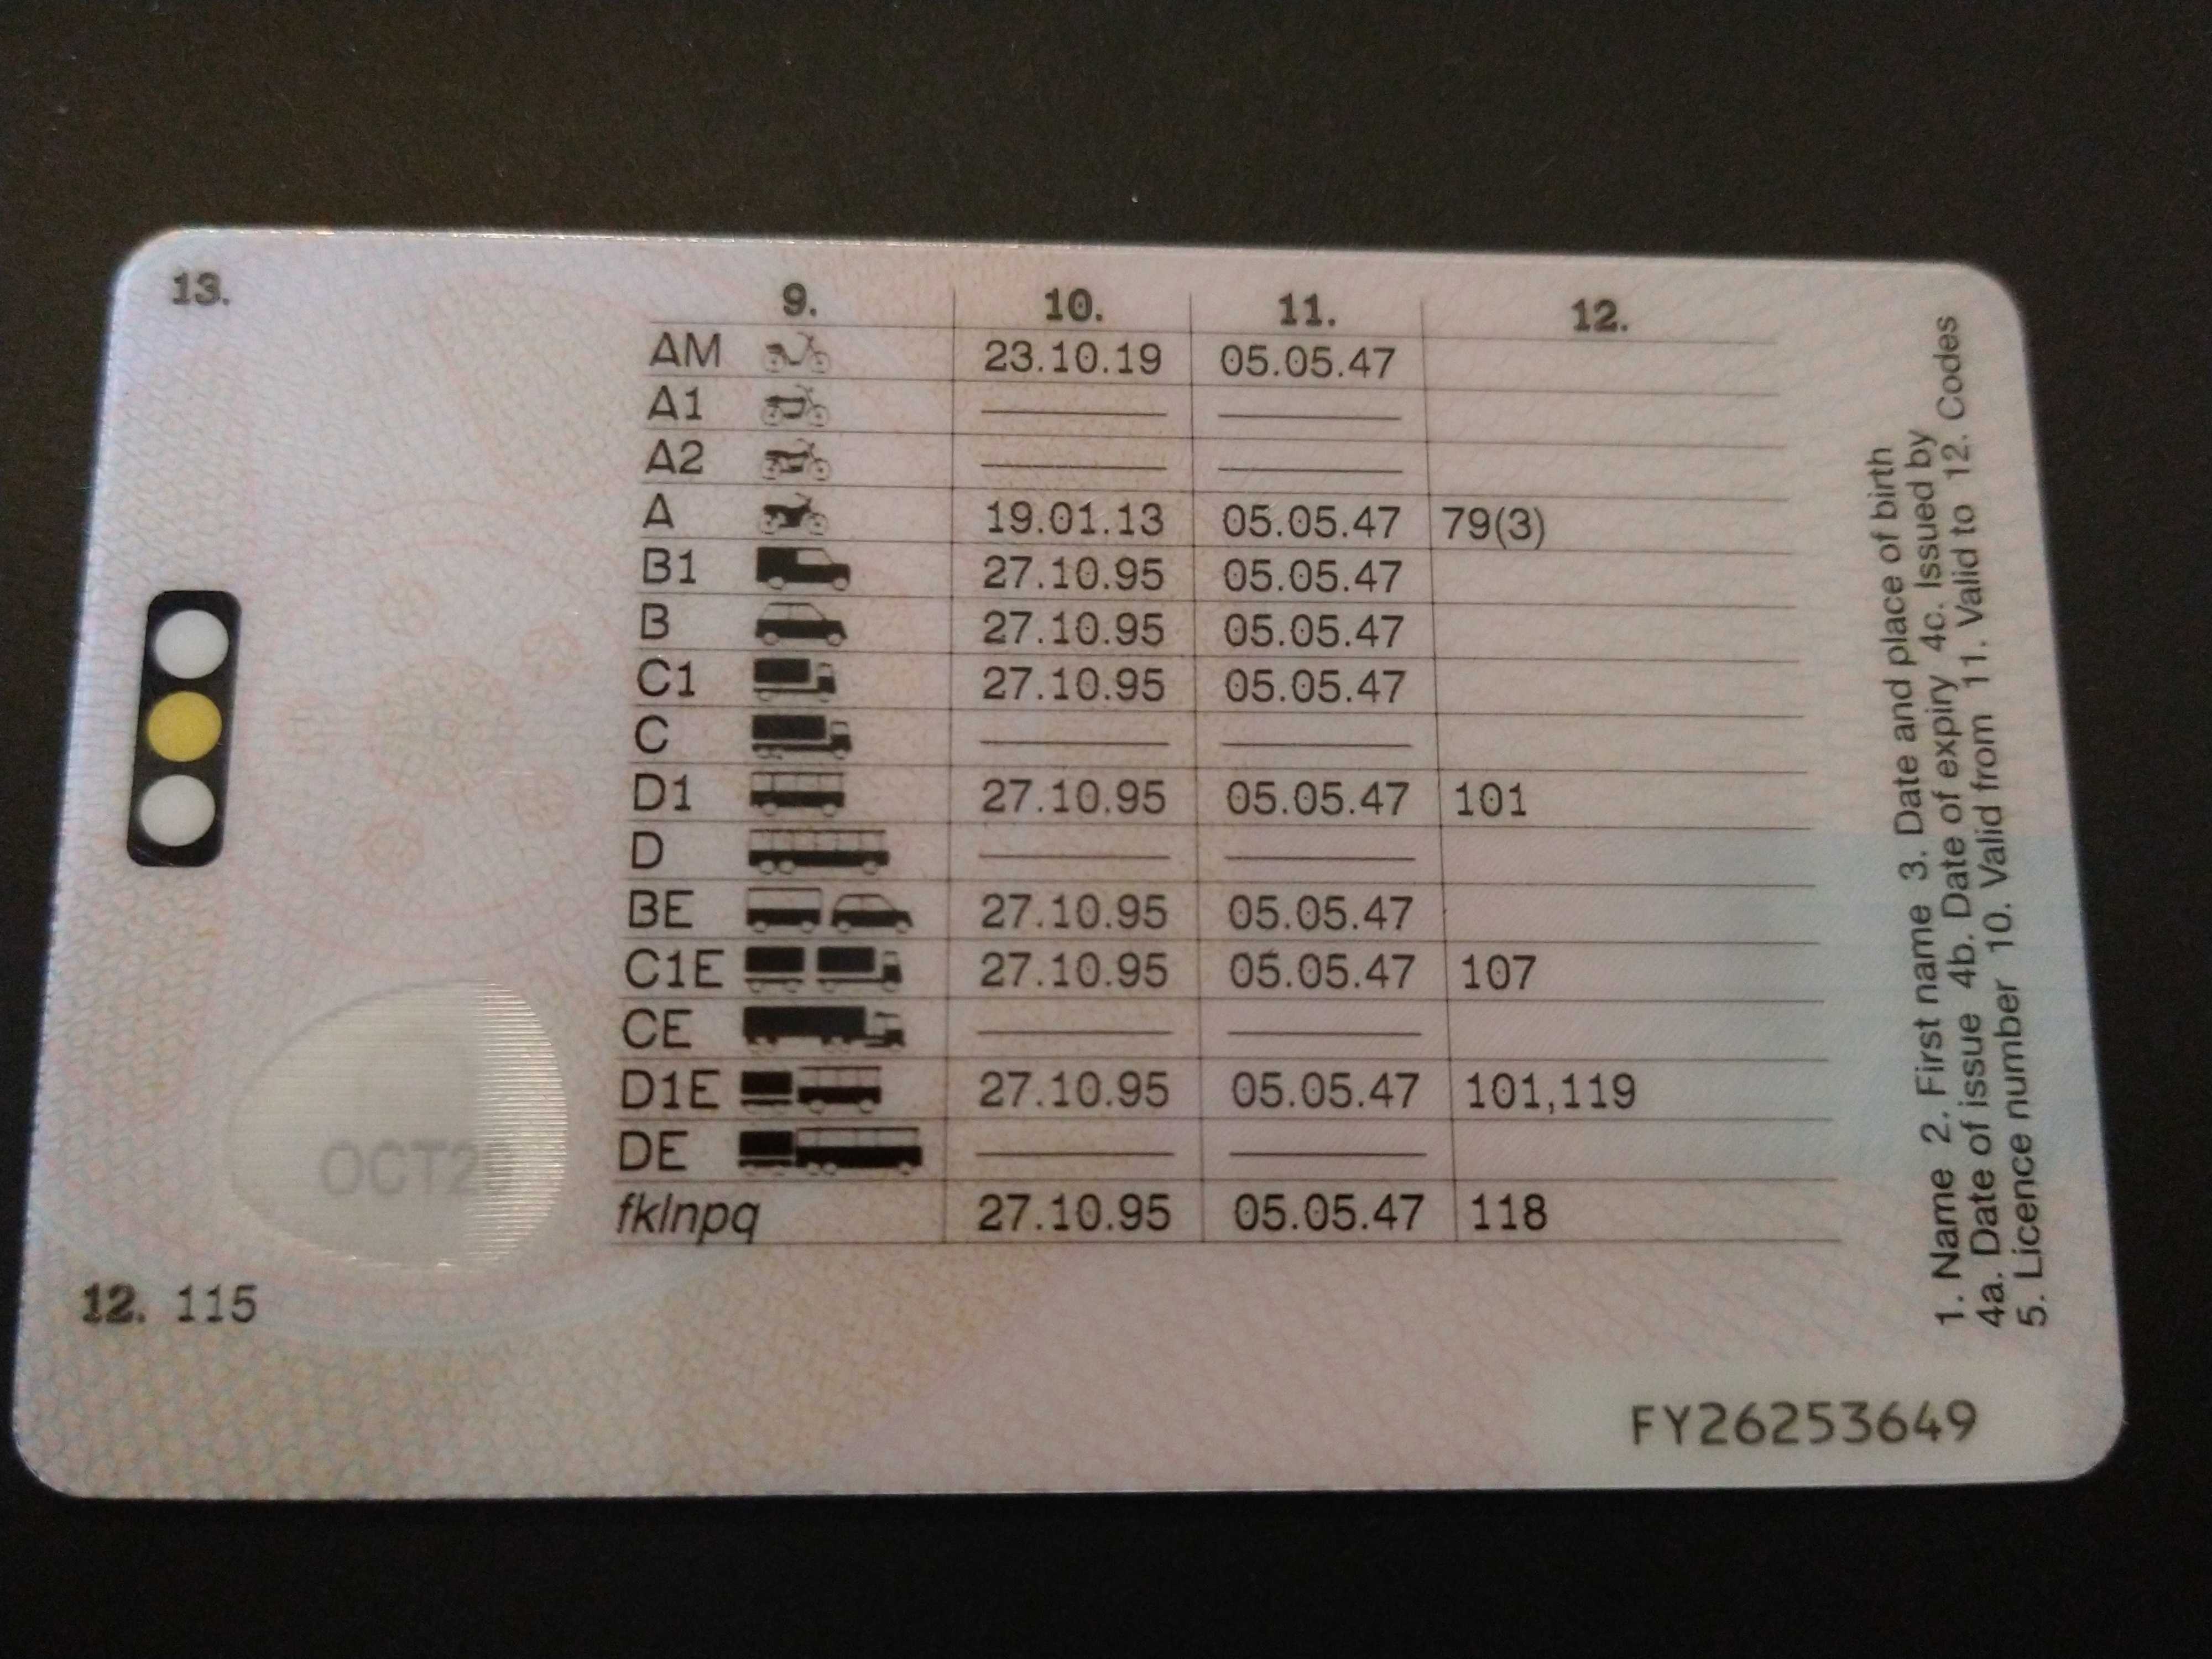 13.
9. 10. 11. 12.
AM 23.10.19 05.05.47
A1
A2
A 19.01.13 05.05.47 79(3)
B1 27.10.95 05.05.47
B 27.10.95 05.05.47
C1 27.10.95 05.05.47
C
D1 27.10.95 05.05.47 101
D
BE 27.10.95 05.05.47
C1E 27.10.95 05.05.47 107
CE
D1E 27.10.95 05.05.47 101,119
DE
fklnpq 27.10.95 05.05.47 118
12. 115
1. Name 2. First name 3. Date and place of birth
4a. Date of issue 4b. Date of expiry 4c. Issued by
5. Licence number 10. Valid from 11. Valid to 12. Codes
FY26253649